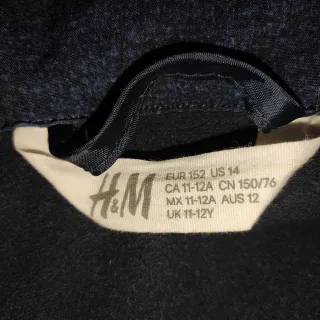 H&M
EUR 152 US 14
CA 11-12A CN 150/76
MX 11-12A AUS 12
UK 11-12Y